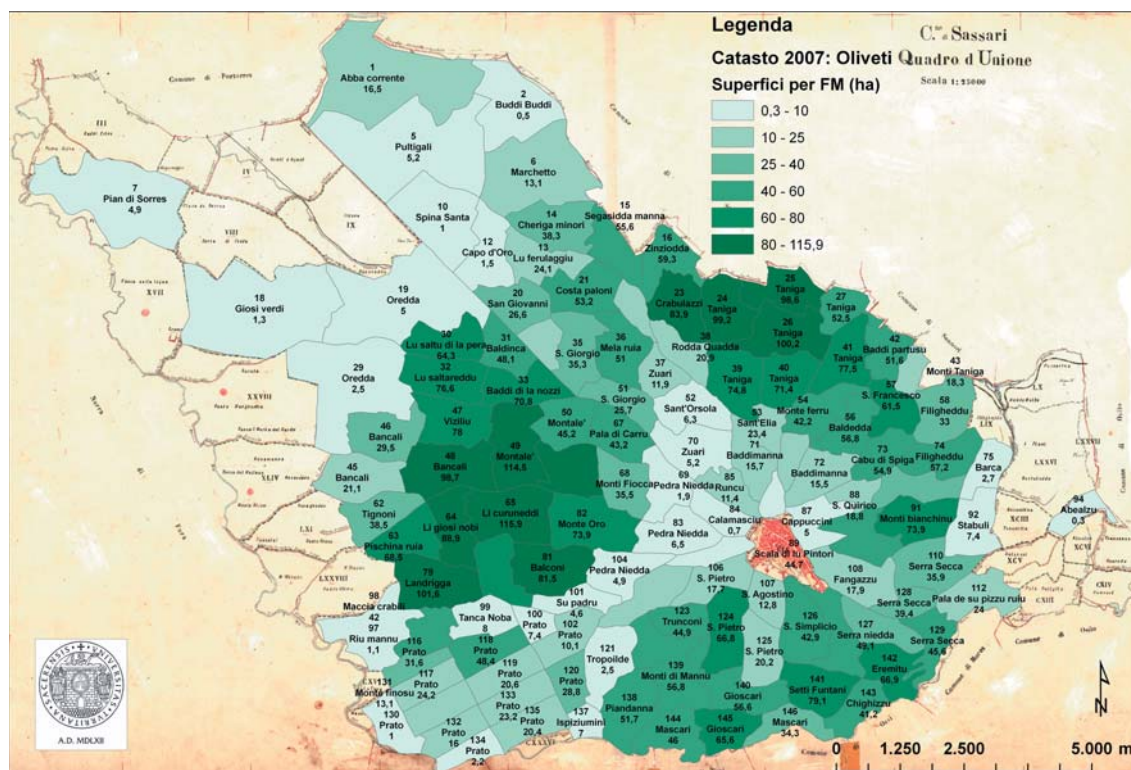 Legenda
Catasto 2007: Oliveti
Superfici per FM (ha)
0,3 - 10
10 - 25
25 - 40
40 - 60
60 - 80
80 - 115,9
C.ne di Sassari
Quadro d'Unione
Scala 1:25000
1
Abba corrente
16,5
2
Buddi Buddi
0,5
5
Pultigali
5,2
6
Marchetto
13,1
7
Pian di Sorres
4,9
10
Spina Santa
1
12
Capo d'Oro
1,5
14
Cheriga minori
38,3
13
Lu ferulaggiu
24,1
15
Segasidda manna
55,6
16
Zinziodda
59,3
18
Giosi verdi
1,3
19
Oredda
5
20
San Giovanni
26,6
21
Costa paloni
53,2
23
Crabulazzi
83,9
24
Taniga
99,2
25
Taniga
98,6
26
Taniga
100,2
27
Taniga
52,5
29
Oredda
2,5
30
Lu saltu di la pera
64,3
31
Baldinca
48,1
32
Lu saltareddu
76,6
33
Baddi di la nozzi
70,8
35
S. Giorgio
35,3
36
Mela ruia
51
37
Zuari
11,9
38
Rodda Quadda
20,9
39
Taniga
74,8
40
Taniga
71,4
41
Taniga
77,5
42
Baddi partusu
51,6
43
Monti Taniga
18,3
45
Bancali
21,1
46
Bancali
29,5
47
Viziliu
78
48
Bancali
98,7
49
Montale'
114,5
50
Montale'
45,2
51
S. Giorgio
25,7
52
Sant'Orsola
6,3
53
Sant'Elia
23,4
54
Monte ferru
42,2
56
Baldedda
56,8
57
S. Francesco
61,5
58
Filigheddu
33
62
Tignoni
38,5
63
Pischina ruia
68,5
64
Li giosi nobi
88,9
65
Li curuneddi
115,9
67
Pala di Carru
43,2
68
Monti Fiocca
35,5
69
Pedra Niedda
1,9
70
Zuari
5,2
71
Baddimanna
15,7
72
Baddimanna
15,5
73
Cabu di Spiga
54,9
74
Filigheddu
57,2
75
Barca
2,7
79
Landrigga
101,6
81
Balconi
81,5
82
Monte Oro
73,9
83
Pedra Niedda
6,5
84
Calamasciu
0,7
85
Runcu
11,4
87
Cappuccini
5
88
S. Quirico
18,8
89
Scala di lu Pintori
44,7
91
Monti bianchinu
73,9
92
Stabuli
7,4
94
Abealzu
0,3
98
Maccia crabili
42
97
Riu mannu
1,1
99
Tanca Noba
8
100
Prato
7,4
101
Su padru
4,6
102
Prato
10,1
104
Pedra Niedda
4,9
106
S. Pietro
17,7
107
S. Agostino
12,8
108
Fangazzu
17,9
110
Serra Secca
35,9
112
Pala de su pizzu ruiu
24
116
Prato
31,6
117
Prato
24,2
118
Prato
48,4
119
Prato
20,6
120
Prato
28,8
121
Tropoilde
2,5
123
Trunconi
44,9
124
S. Pietro
66,8
125
S. Pietro
20,2
126
S. Simplicio
42,9
127
Serra niedda
49,1
128
Serra Secca
39,4
129
Serra Secca
45,6
130
Prato
1
131
Monte finosu
13,1
132
Prato
16
133
Prato
23,2
134
Prato
2,2
135
Prato
20,4
137
Ispiziumini
7
138
Piandanna
51,7
139
Monti di Mannu
56,8
140
Gioscari
56,6
141
Setti Funtani
79,1
142
Eremitu
66,9
143
Chighizzu
41,2
144
Mascari
46
145
Gioscari
65,6
146
Mascari
34,3
A.D. MDLXII
0 1.250 2.500 5.000 m